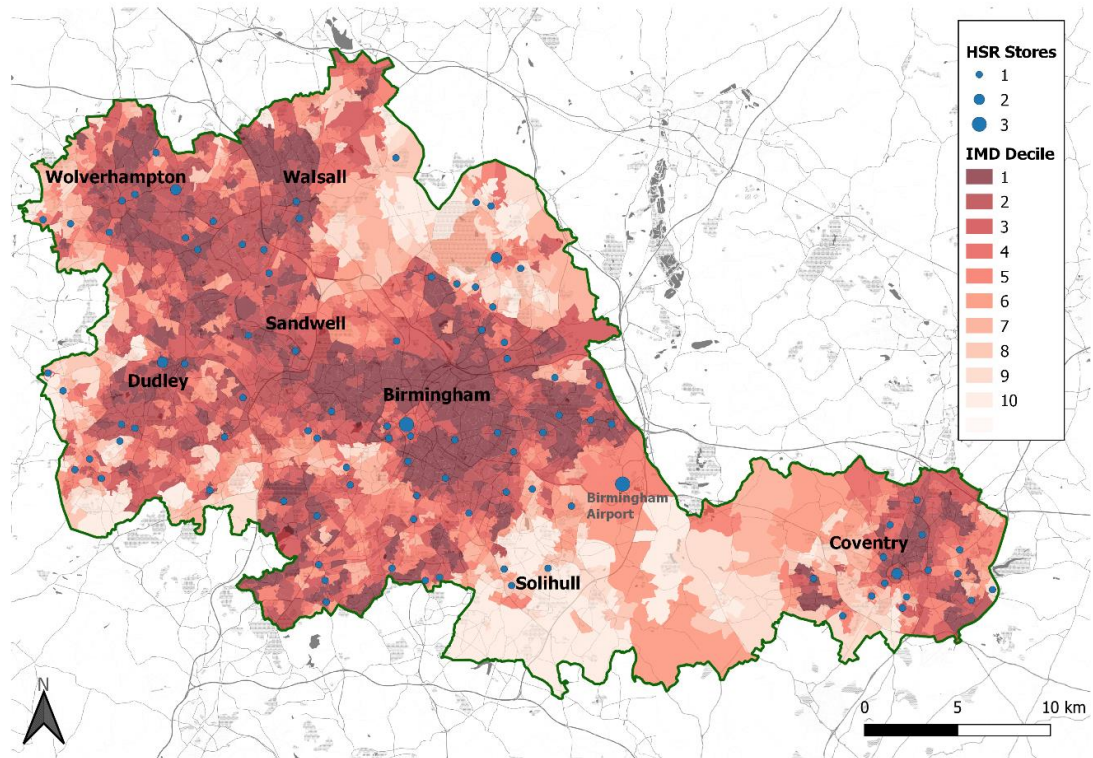 HSR Stores
1
2
3
IMD Decile
1
2
3
4
5
6
7
8
9
10
Wolverhampton
Walsall
Sandwell
Dudley
Birmingham
Birmingham
Airport
Coventry
Solihull
N
0 5 10 km